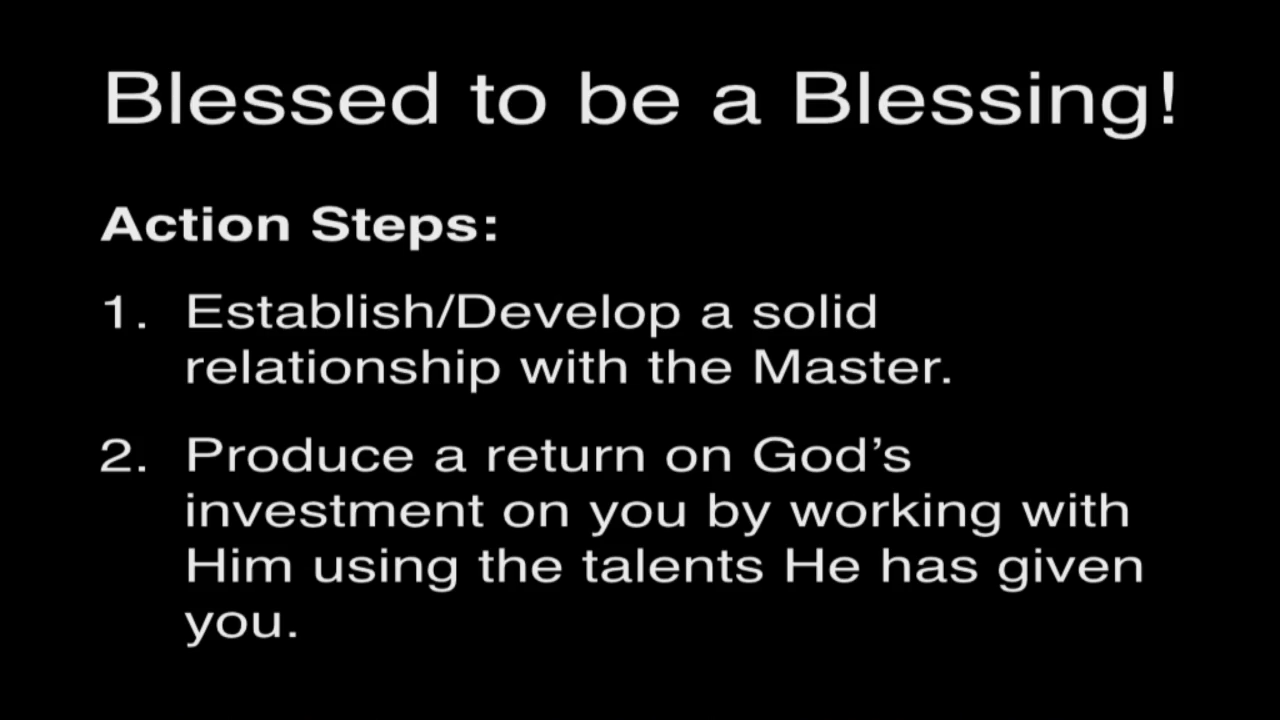 Blessed to be a Blessing!
Action Steps:
1. Establish/Develop a solid
relationship with the Master.
2. Produce a return on God’s
investment on you by working with
Him using the talents He has given
you.